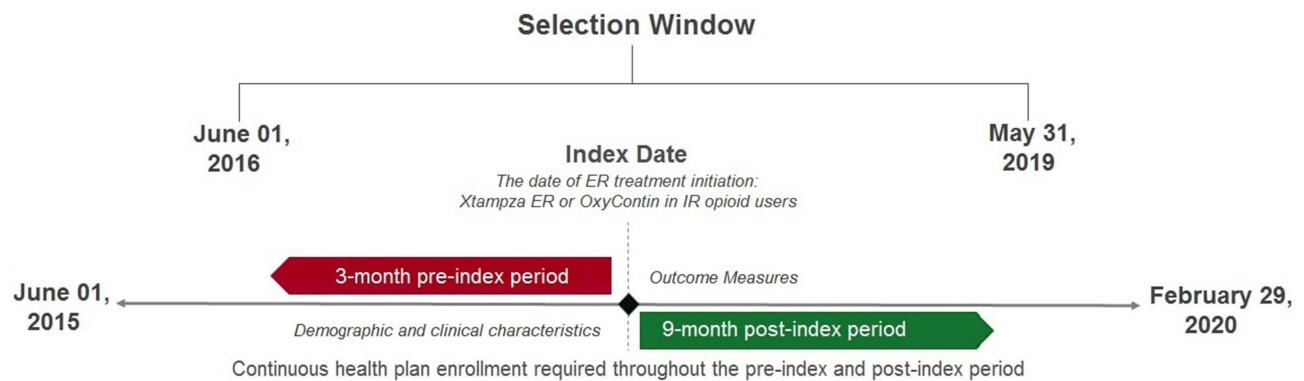 Selection Window
June 01,
2016
May 31,
2019
Index Date
The date of ER treatment initiation:
Xtampza ER or OxyContin in IR opioid users
3-month pre-index period
Outcome Measures
June 01,
2015
February 29,
2020
Demographic and clinical characteristics
9-month post-index period
Continuous health plan enrollment required throughout the pre-index and post-index period